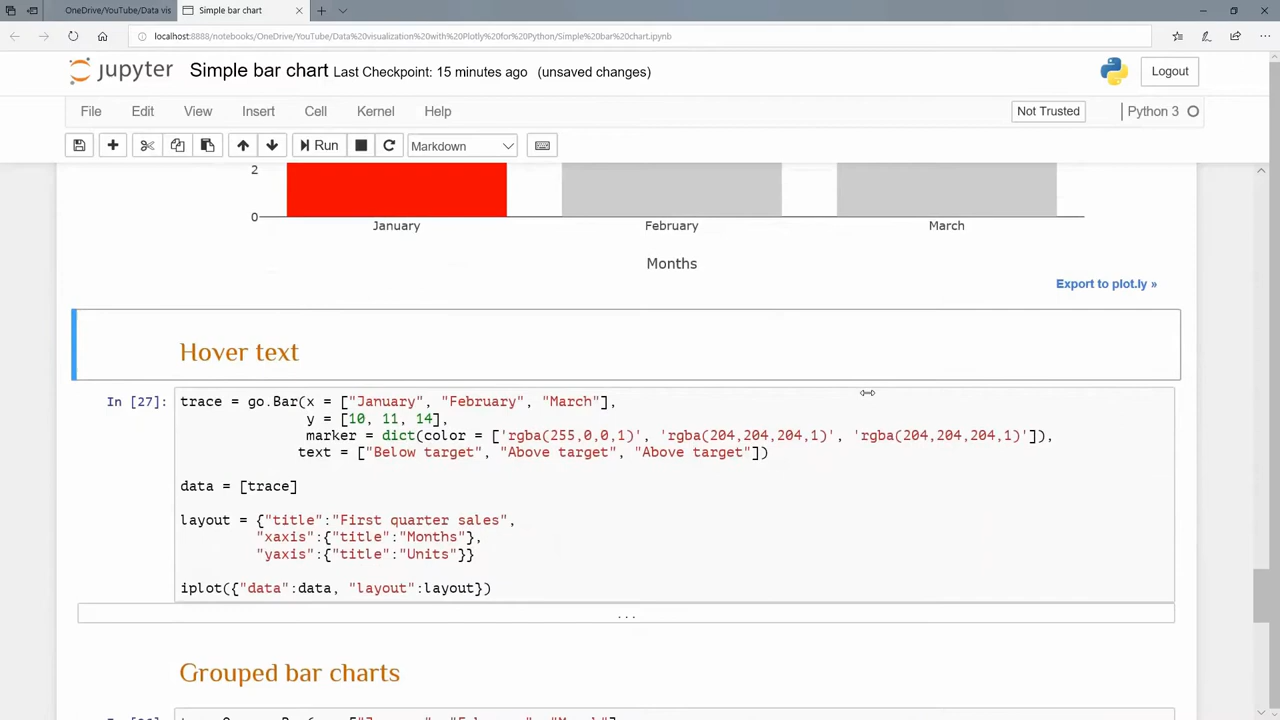 OneDrive/YouTube/Data vis
Simple bar chart
localhost:8888/notebooks/OneDrive/YouTube/Data%20visualization%20with%20Plotly%20for%20Python/Simple%20bar%20chart.ipynb
jupyter Simple bar chart Last Checkpoint: 15 minutes ago (unsaved changes)
Logout
File Edit View Insert Cell Kernel Help
Not Trusted
Python 3
Run
Markdown
2
0
January February March
Months
Export to plot.ly »
Hover text
In [27]:
trace = go.Bar(x = ["January", "February", "March"],
y = [10, 11, 14],
marker = dict(color = ['rgba(255,0,0,1)', 'rgba(204,204,204,1)', 'rgba(204,204,204,1)']),
text = ["Below target", "Above target", "Above target"])
data = [trace]
layout = {"title":"First quarter sales",
"xaxis":{"title":"Months"},
"yaxis":{"title":"Units"}}
iplot({"data":data, "layout":layout})
...
Grouped bar charts